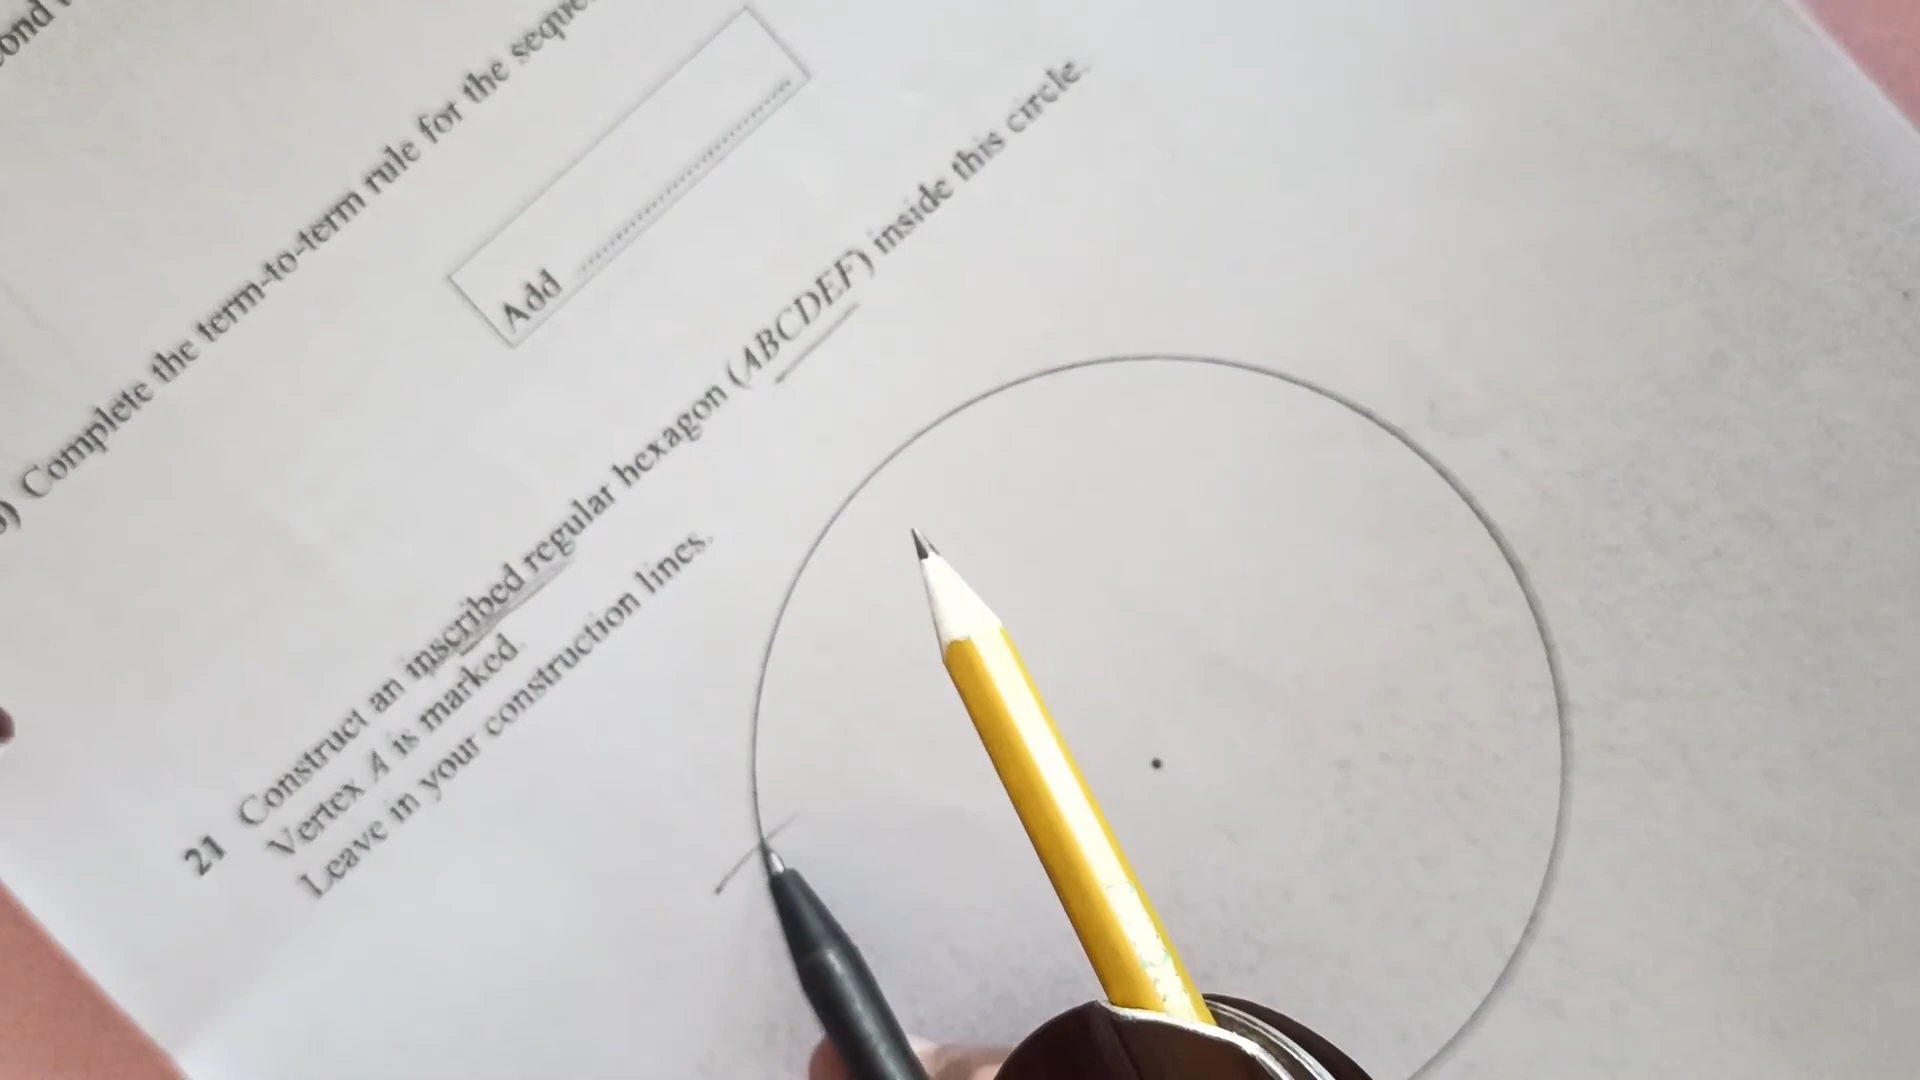 ond
) Complete the term-to-term rule for the seque
Add
21 Construct an inscribed regular hexagon (ABCDEF) inside this circle.
Vertex A is marked.
Leave in your construction lines.